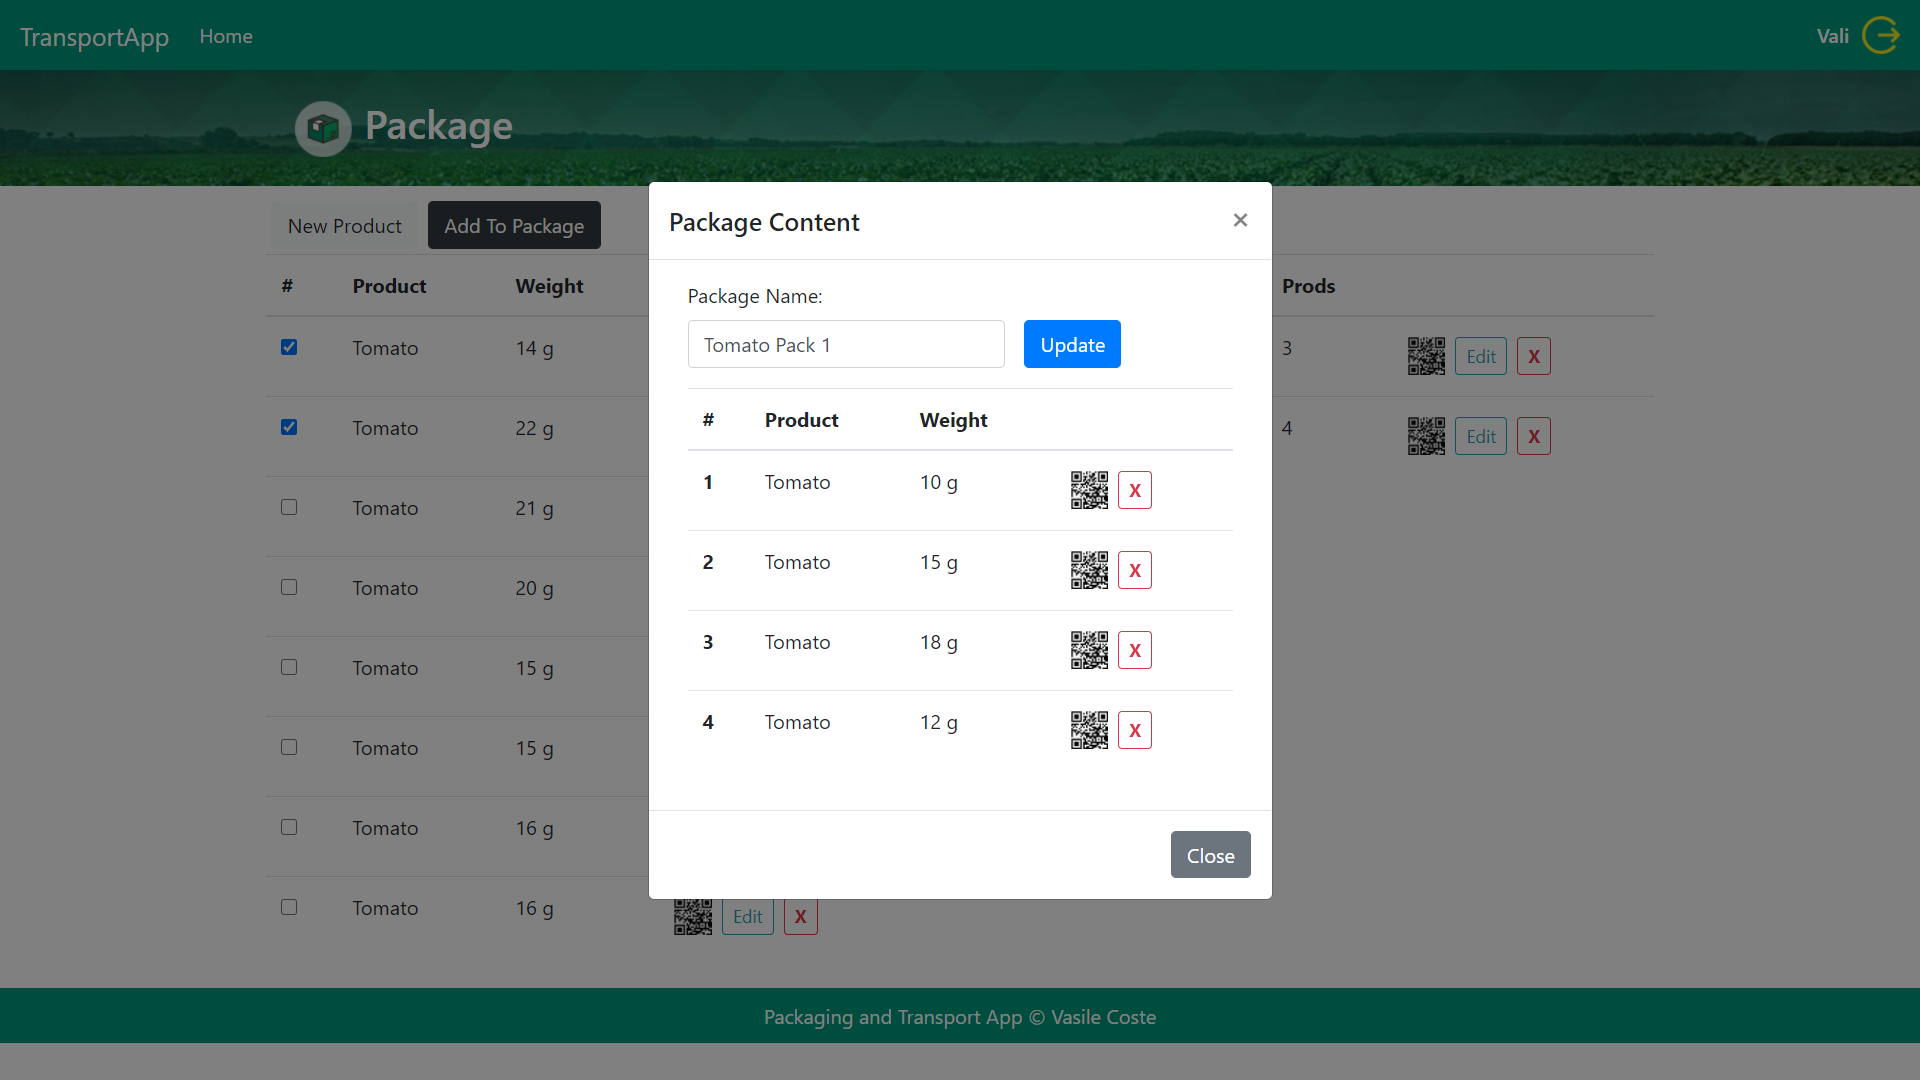 TransportApp Home Vali
Package
New Product Add To Package
# Product Weight Prods
Tomato 14 g 3 Edit X
Tomato 22 g 4 Edit X
Tomato 21 g
Tomato 20 g
Tomato 15 g
Tomato 15 g
Tomato 16 g
Tomato 16 g Edit X
Package Content ×
Package Name:
Tomato Pack 1 Update
# Product Weight
1 Tomato 10 g X
2 Tomato 15 g X
3 Tomato 18 g X
4 Tomato 12 g X
Close
Packaging and Transport App © Vasile Coste